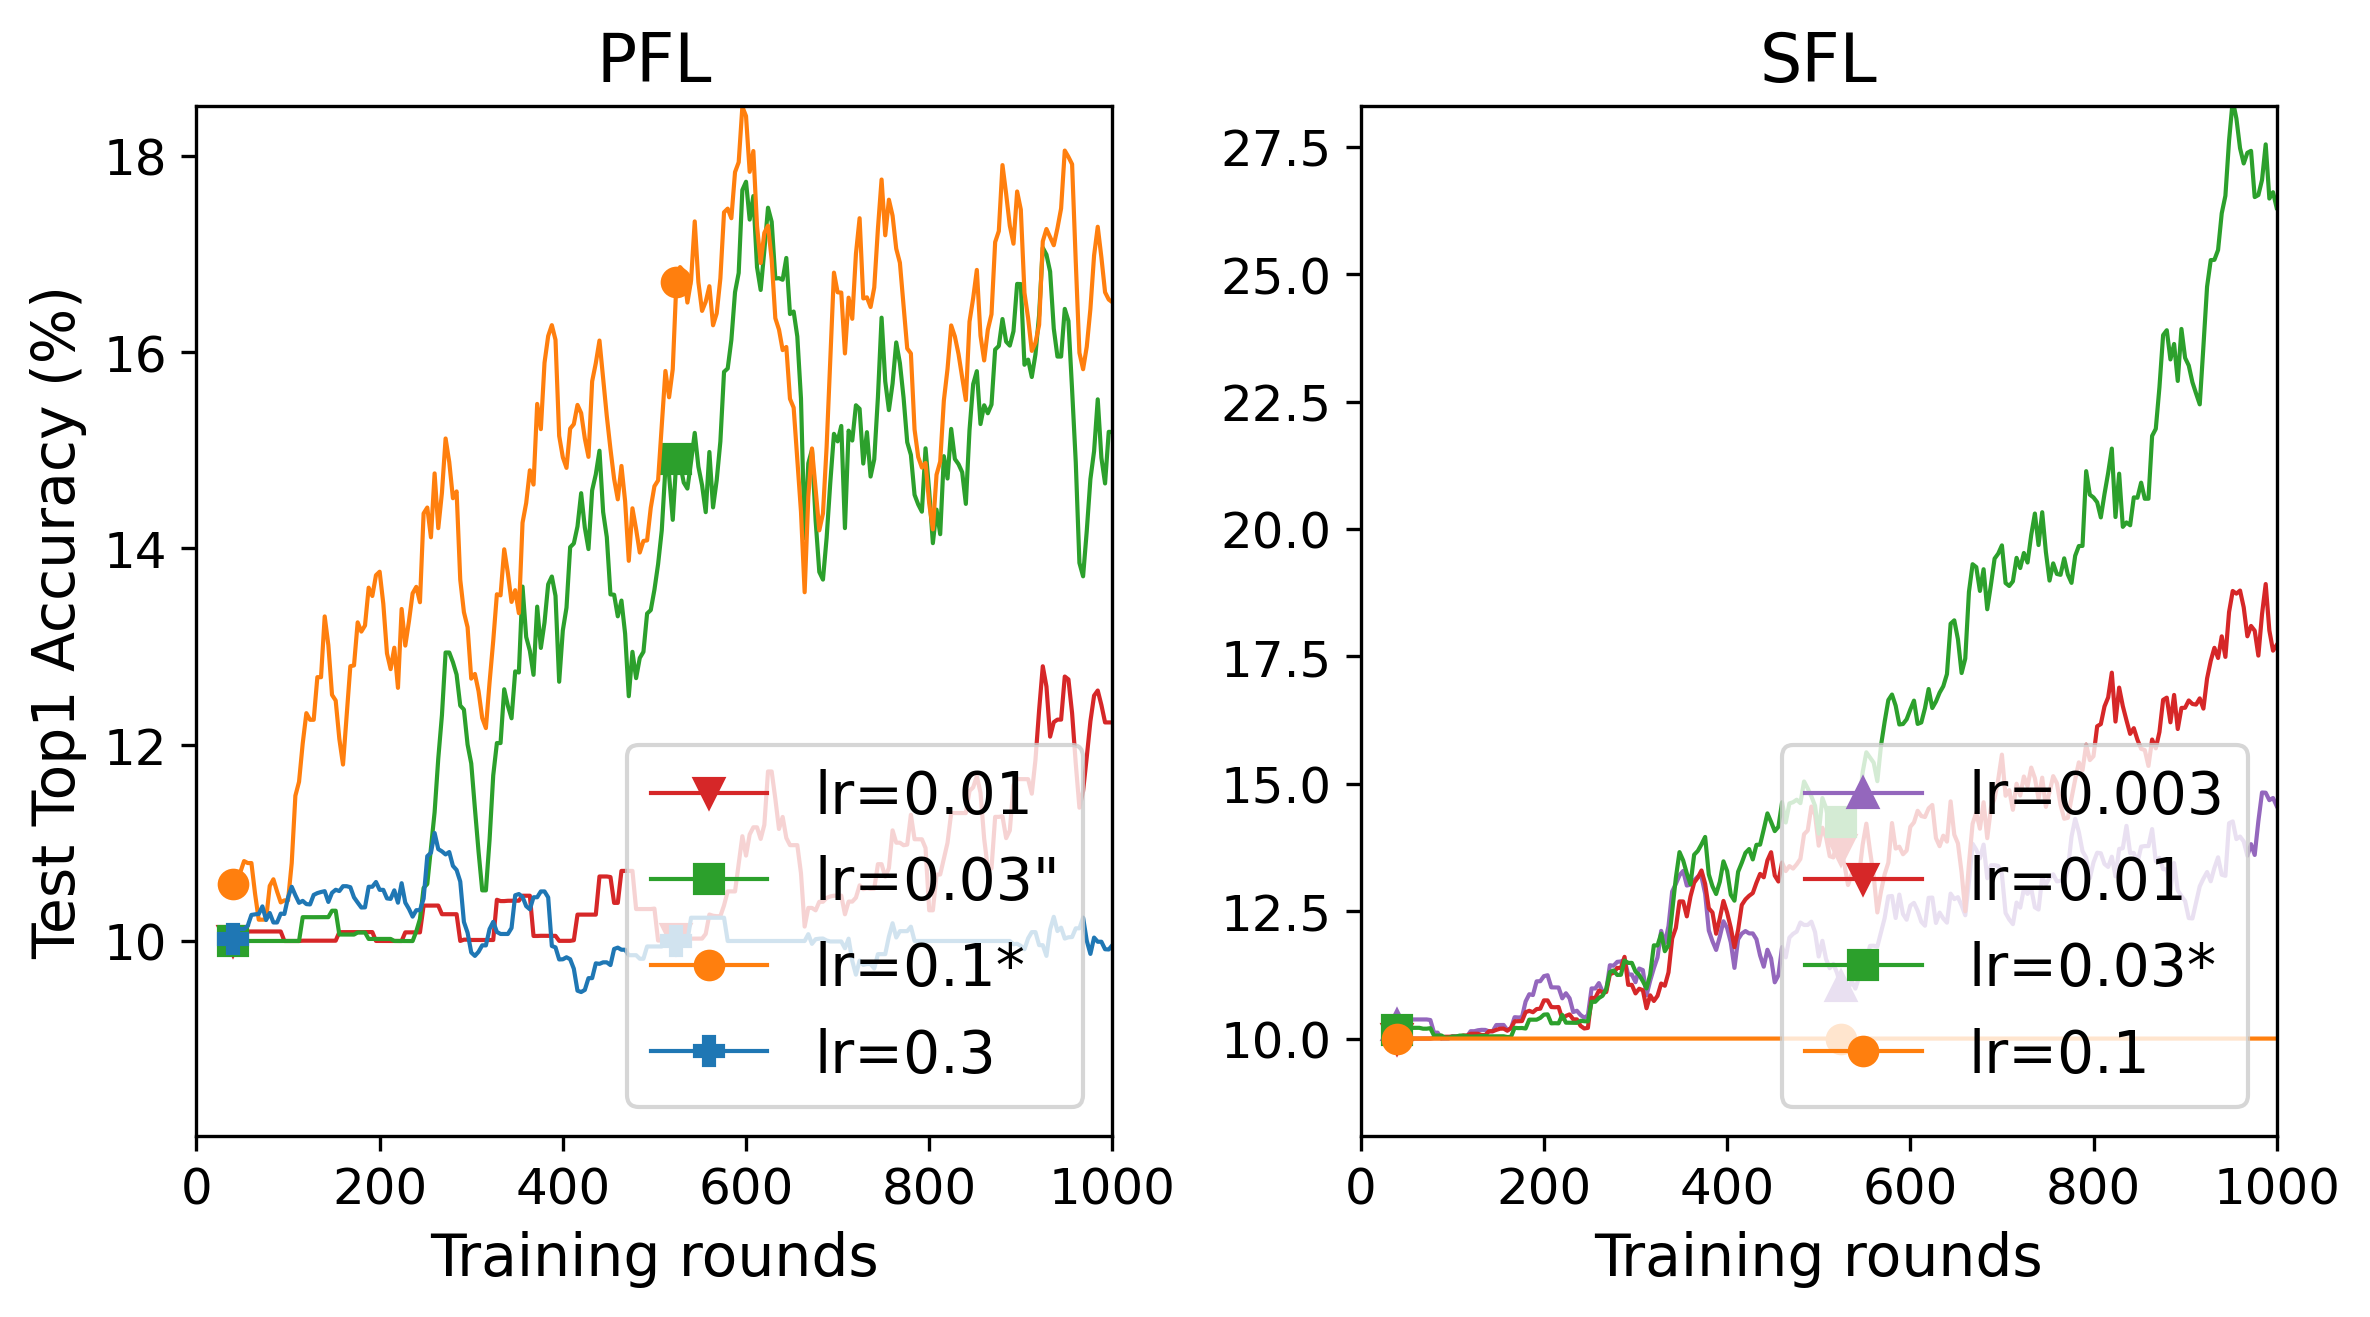 PFL
Test Top1 Accuracy (%)
18
16
14
12
10
0 200 400 600 800 1000
Training rounds
lr=0.01
lr=0.03"
lr=0.1*
lr=0.3
SFL
27.5
25.0
22.5
20.0
17.5
15.0
12.5
10.0
0 200 400 600 800 1000
Training rounds
lr=0.003
lr=0.01
lr=0.03*
lr=0.1